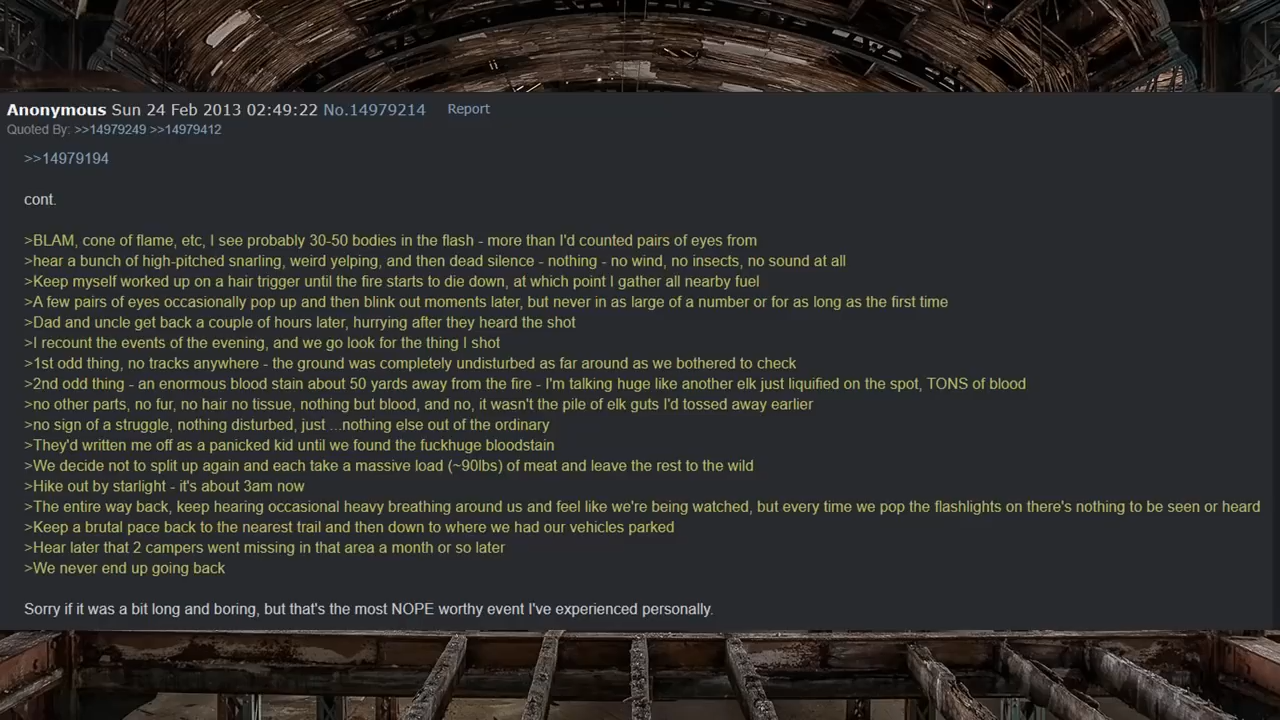 Anonymous Sun 24 Feb 2013 02:49:22 No.14979214 Report
Quoted By: >>14979249 >>14979412
>>14979194
cont.
>BLAM, cone of flame, etc, I see probably 30-50 bodies in the flash - more than I'd counted pairs of eyes from
>hear a bunch of high-pitched snarling, weird yelping, and then dead silence - nothing - no wind, no insects, no sound at all
>Keep myself worked up on a hair trigger until the fire starts to die down, at which point I gather all nearby fuel
>A few pairs of eyes occasionally pop up and then blink out moments later, but never in as large of a number or for as long as the first time
>Dad and uncle get back a couple of hours later, hurrying after they heard the shot
>I recount the events of the evening, and we go look for the thing I shot
>1st odd thing, no tracks anywhere - the ground was completely undisturbed as far around as we bothered to check
>2nd odd thing - an enormous blood stain about 50 yards away from the fire - I'm talking huge like another elk just liquified on the spot, TONS of blood
>no other parts, no fur, no hair no tissue, nothing but blood, and no, it wasn't the pile of elk guts I'd tossed away earlier
>no sign of a struggle, nothing disturbed, just ...nothing else out of the ordinary
>They'd written me off as a panicked kid until we found the fuckhuge bloodstain
>We decide not to split up again and each take a massive load (~90lbs) of meat and leave the rest to the wild
>Hike out by starlight - it's about 3am now
>The entire way back, keep hearing occasional heavy breathing around us and feel like we're being watched, but every time we pop the flashlights on there's nothing to be seen or heard
>Keep a brutal pace back to the nearest trail and then down to where we had our vehicles parked
>Hear later that 2 campers went missing in that area a month or so later
>We never end up going back
Sorry if it was a bit long and boring, but that's the most NOPE worthy event I've experienced personally.